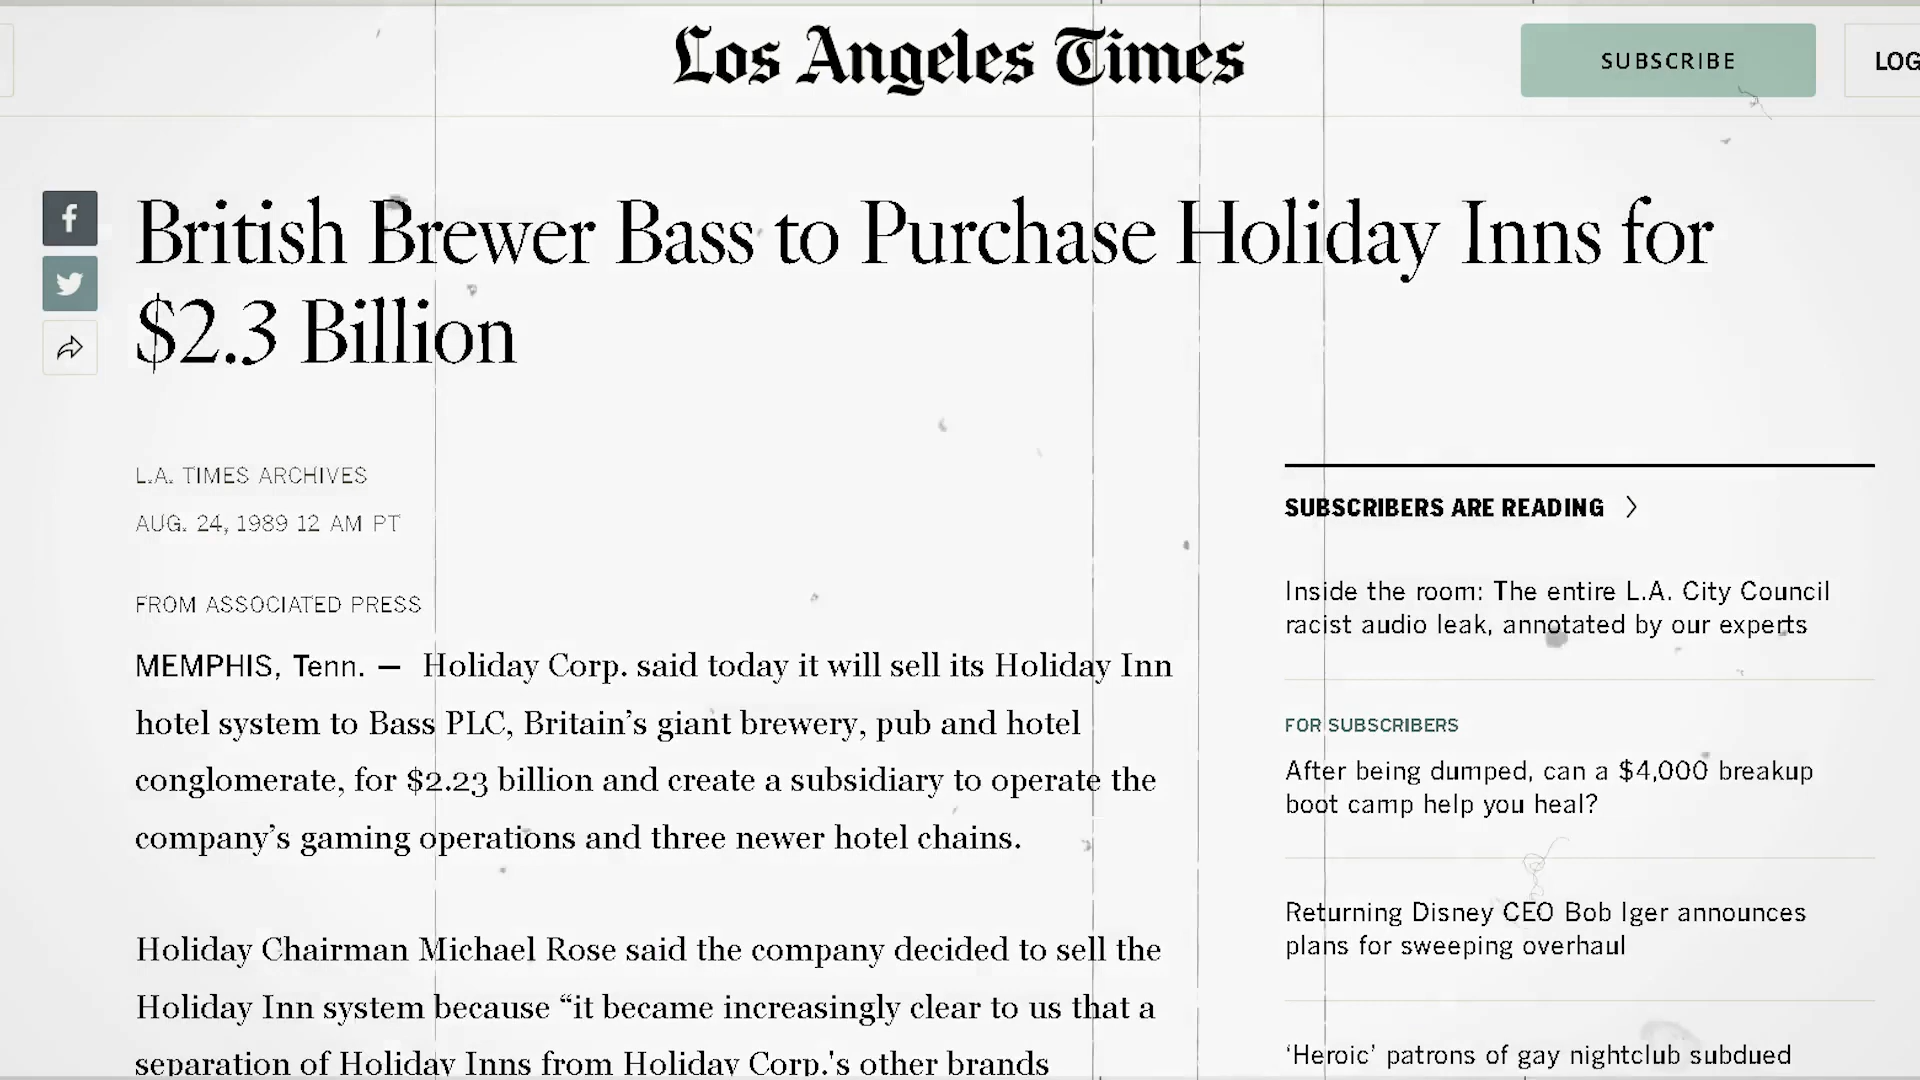 Los Angeles Times
SUBSCRIBE
LOG
British Brewer Bass to Purchase Holiday Inns for
$2.3 Billion
L.A. TIMES ARCHIVES
AUG. 24, 1989 12 AM PT
FROM ASSOCIATED PRESS
MEMPHIS, Tenn. — Holiday Corp. said today it will sell its Holiday Inn
hotel system to Bass PLC, Britain’s giant brewery, pub and hotel
conglomerate, for $2.23 billion and create a subsidiary to operate the
company’s gaming operations and three newer hotel chains.
Holiday Chairman Michael Rose said the company decided to sell the
Holiday Inn system because “it became increasingly clear to us that a
separation of Holiday Inns from Holiday Corp.'s other brands
SUBSCRIBERS ARE READING
Inside the room: The entire L.A. City Council
racist audio leak, annotated by our experts
FOR SUBSCRIBERS
After being dumped, can a $4,000 breakup
boot camp help you heal?
Returning Disney CEO Bob Iger announces
plans for sweeping overhaul
‘Heroic’ patrons of gay nightclub subdued